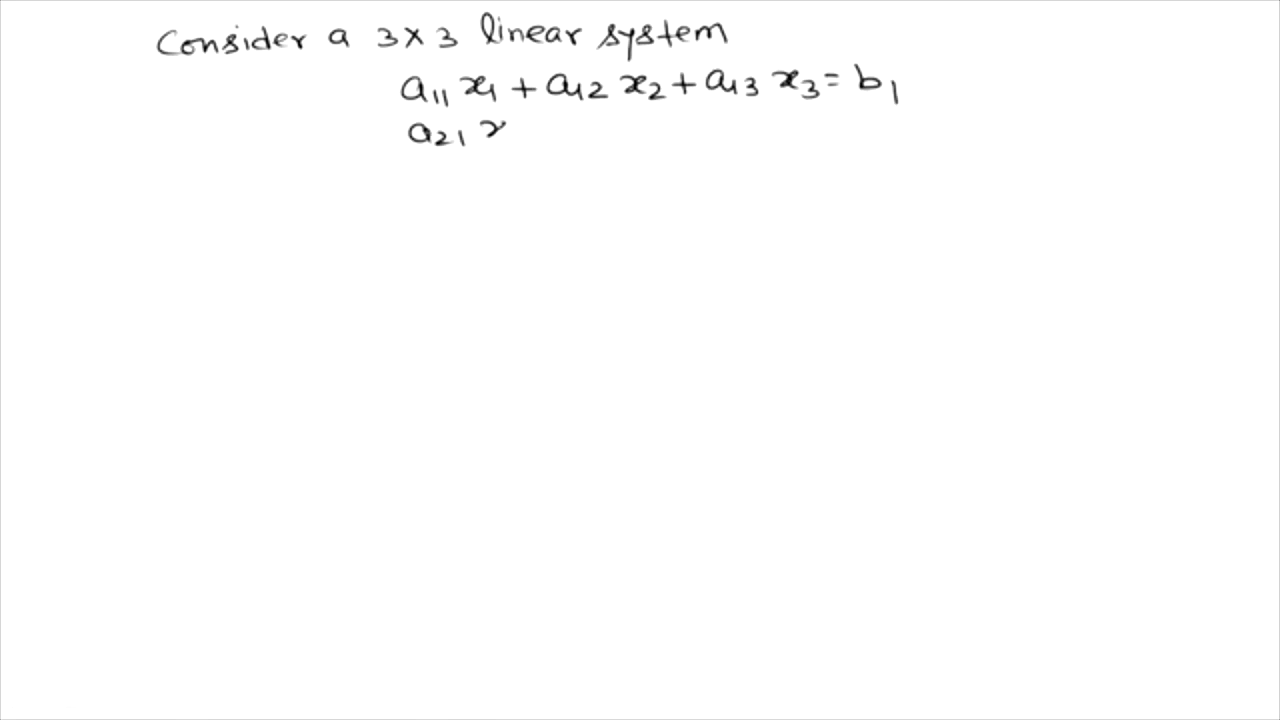 Consider a 3x3 linear system
a₁₁ x₁ + a₁₂ x₂ + a₁₃ x₃ = b₁
a₂₁ x